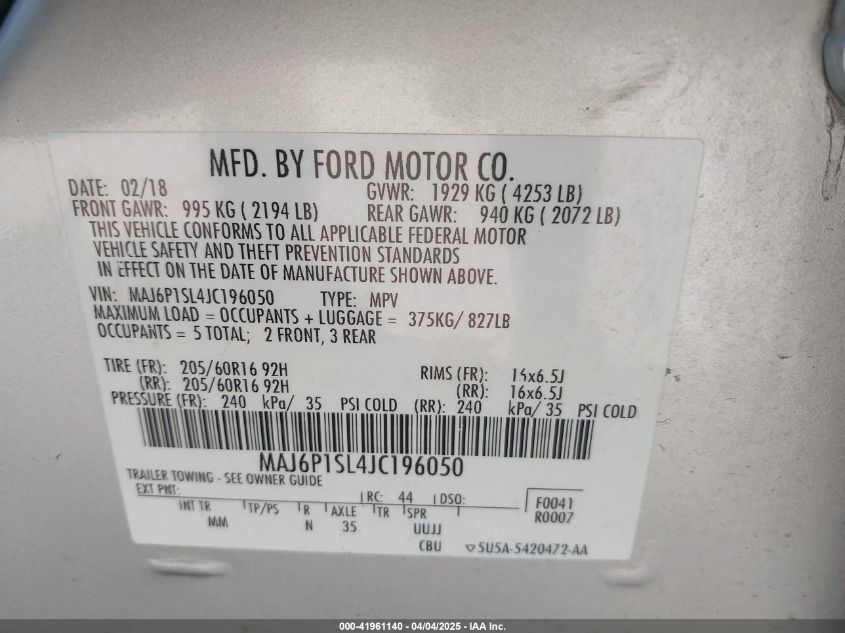 MFD. BY FORD MOTOR CO.
DATE: 02/18 GVWR: 1929 KG ( 4253 LB)
FRONT GAWR: 995 KG ( 2194 LB) REAR GAWR: 940 KG ( 2072 LB)
THIS VEHICLE CONFORMS TO ALL APPLICABLE FEDERAL MOTOR
VEHICLE SAFETY AND THEFT PREVENTION STANDARDS
IN EFFECT ON THE DATE OF MANUFACTURE SHOWN ABOVE.
VIN: MAJ6P1SL4JC196050 TYPE: MPV
MAXIMUM LOAD = OCCUPANTS + LUGGAGE = 375KG/ 827LB
OCCUPANTS = 5 TOTAL; 2 FRONT, 3 REAR
TIRE (FR): 205/60R16 92H RIMS (FR): 16x6.5J
(RR): 205/60R16 92H (RR): 16x6.5J
PRESSURE (FR): 240 kPa/ 35 PSI COLD (RR): 240 kPa/ 35 PSI COLD
MAJ6P1SL4JC196050
TRAILER TOWING - SEE OWNER GUIDE
EXT PNT: RC: 44 DSO: F0041
INT TR TP/PS R AXLE TR SPR R0007
MM N 35 UUJJ
CBU 5U5A-5420472-AA
000-41961140 - 04/04/2025 - IAA Inc.